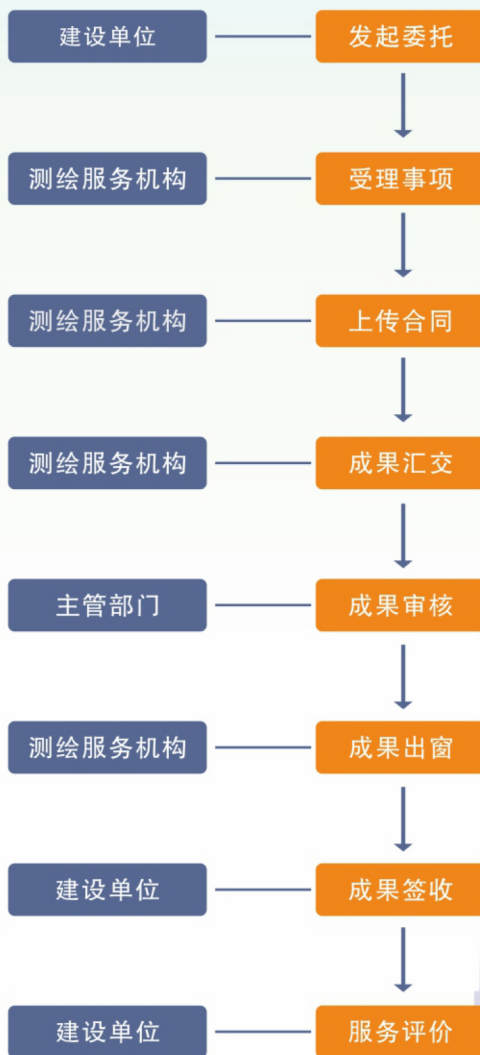 建设单位 发起委托
测绘服务机构 受理事项
测绘服务机构 上传合同
测绘服务机构 成果汇交
主管部门 成果审核
测绘服务机构 成果出窗
建设单位 成果签收
建设单位 服务评价